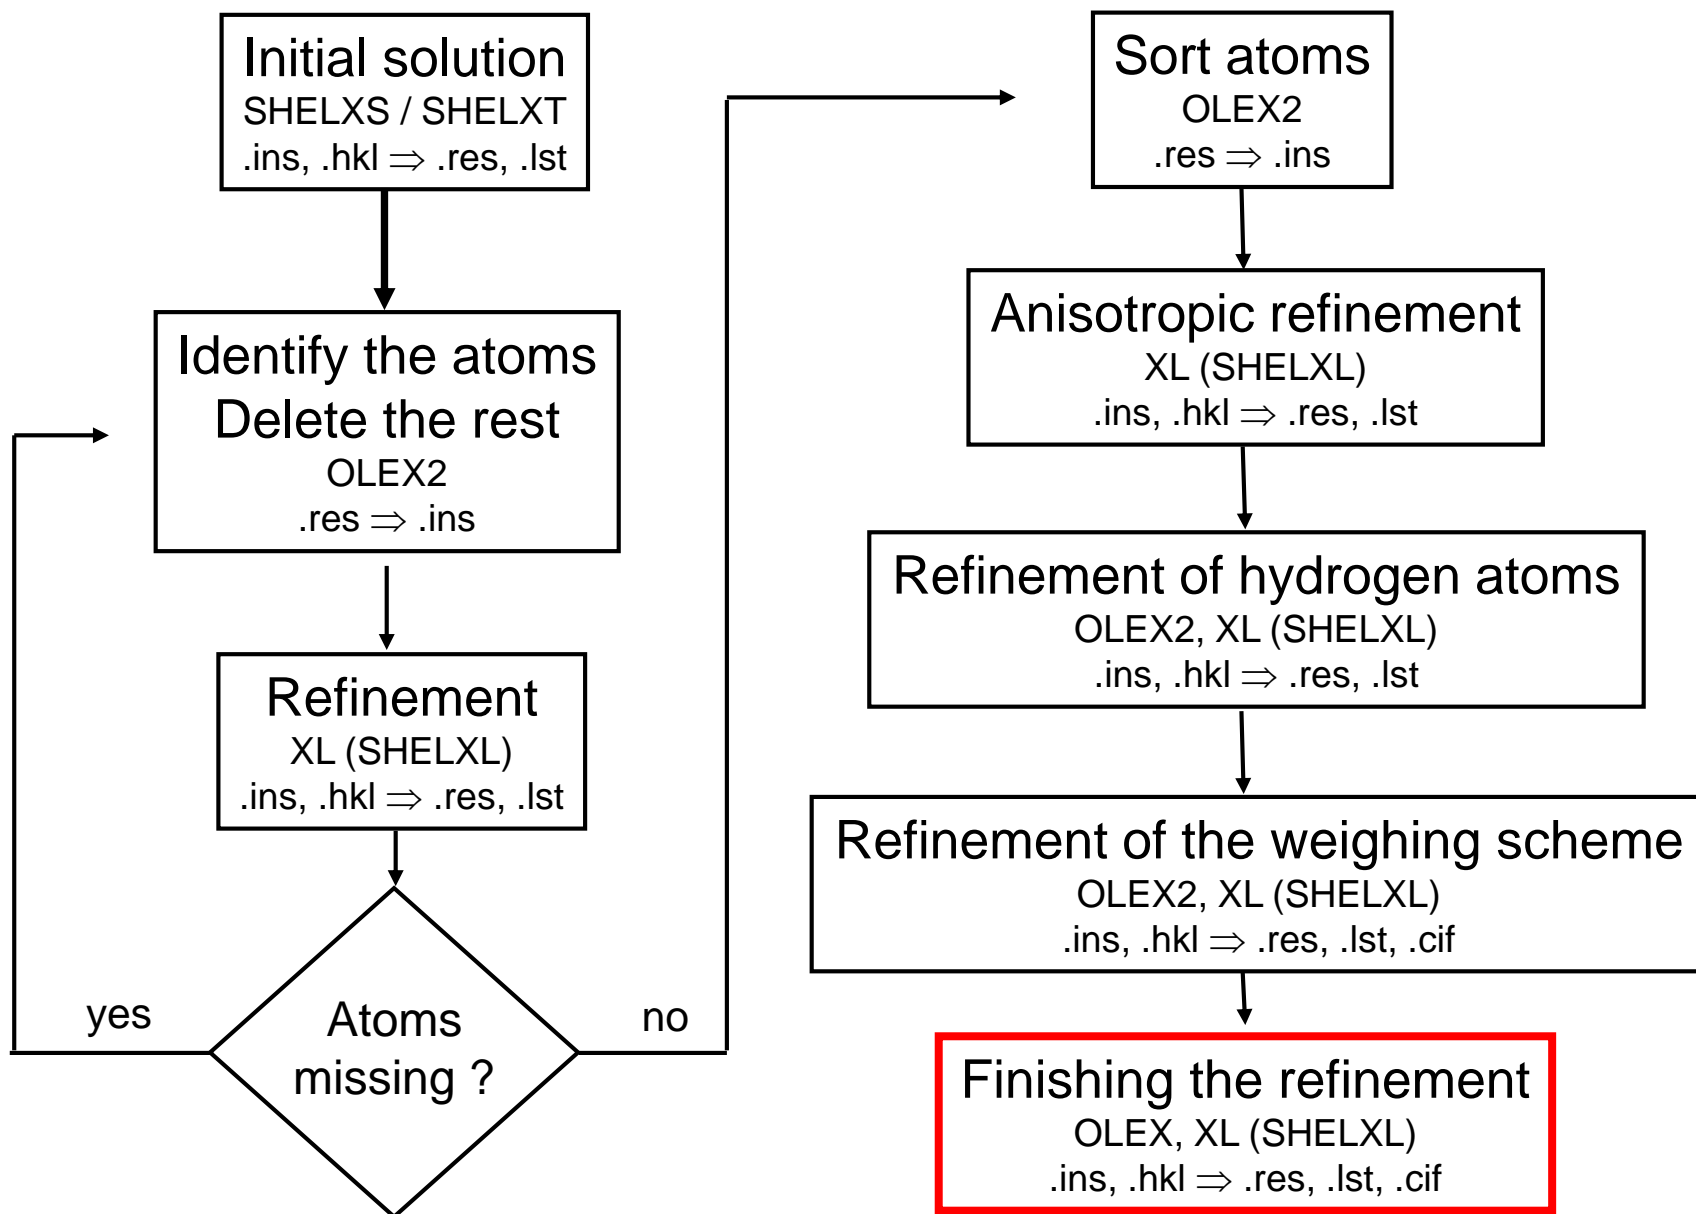 Initial solution
SHELXS / SHELXT
.ins, .hkl ⇒ .res, .lst
Identify the atoms
Delete the rest
OLEX2
.res ⇒ .ins
Refinement
XL (SHELXL)
.ins, .hkl ⇒ .res, .lst
yes
Atoms
missing ?
no
Sort atoms
OLEX2
.res ⇒ .ins
Anisotropic refinement
XL (SHELXL)
.ins, .hkl ⇒ .res, .lst
Refinement of hydrogen atoms
OLEX2, XL (SHELXL)
.ins, .hkl ⇒ .res, .lst
Refinement of the weighing scheme
OLEX2, XL (SHELXL)
.ins, .hkl ⇒ .res, .lst, .cif
Finishing the refinement
OLEX, XL (SHELXL)
.ins, .hkl ⇒ .res, .lst, .cif